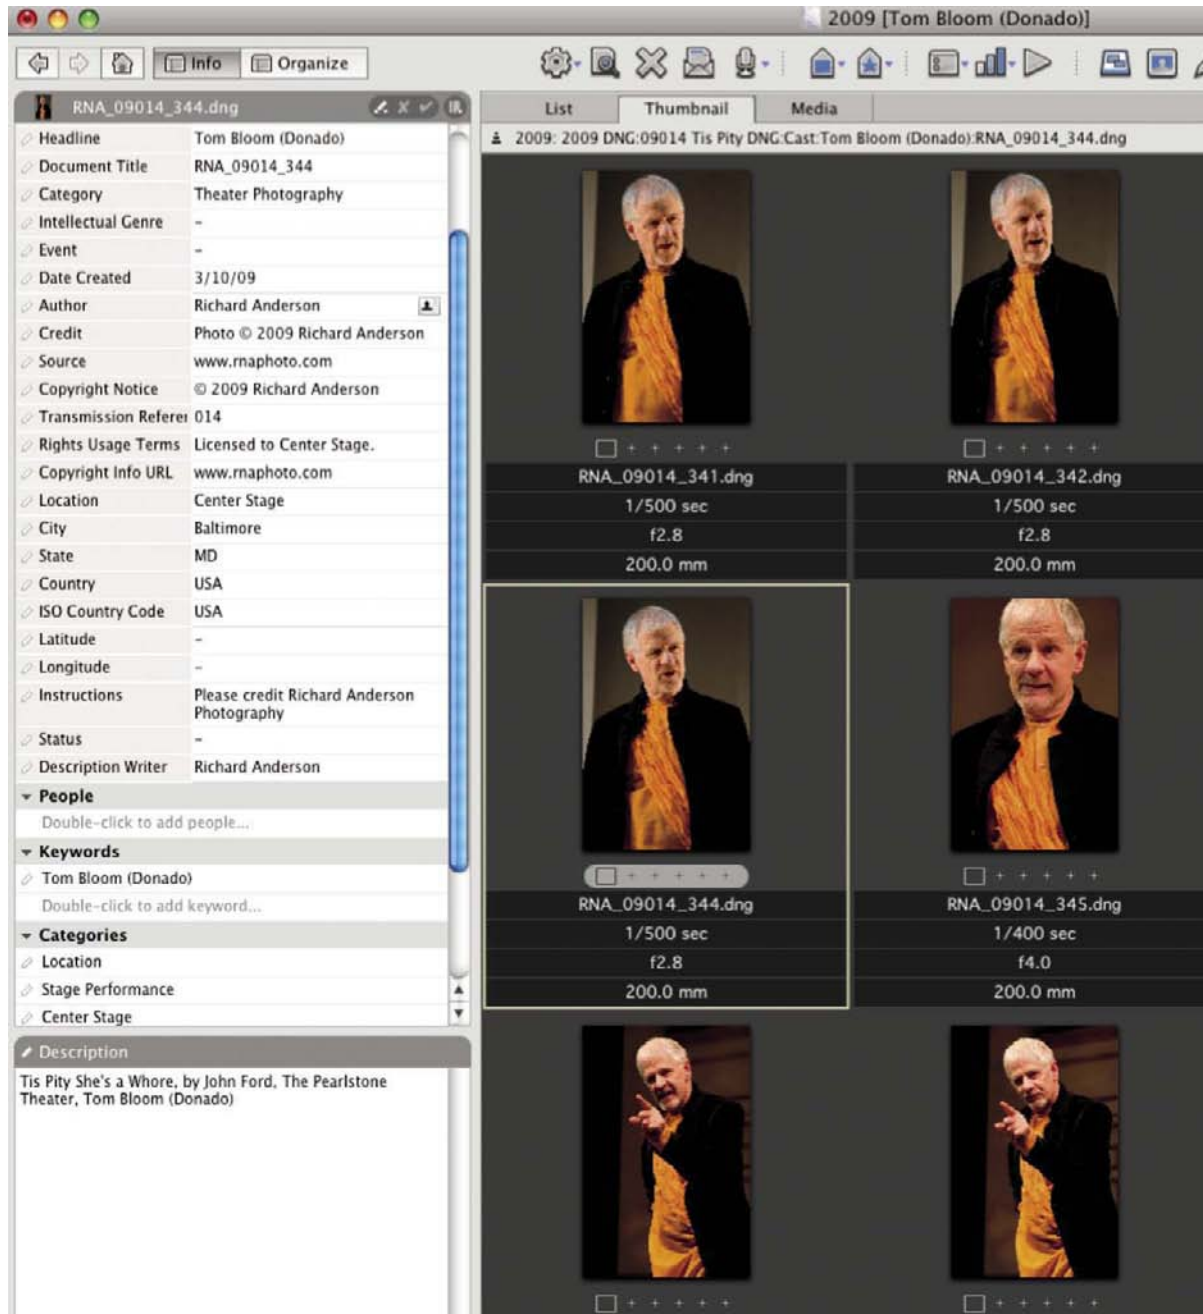 2009 [Tom Bloom (Donado)]
Info
Organize
RNA_09014_344.dng
Headline Tom Bloom (Donado)
Document Title RNA_09014_344
Category Theater Photography
Intellectual Genre -
Event -
Date Created 3/10/09
Author Richard Anderson
Credit Photo © 2009 Richard Anderson
Source www.rnaphoto.com
Copyright Notice © 2009 Richard Anderson
Transmission Referer 014
Rights Usage Terms Licensed to Center Stage.
Copyright Info URL www.rnaphoto.com
Location Center Stage
City Baltimore
State MD
Country USA
ISO Country Code USA
Latitude -
Longitude -
Instructions Please credit Richard Anderson
Photography
Status -
Description Writer Richard Anderson
People
Double-click to add people...
Keywords
Tom Bloom (Donado)
Double-click to add keyword...
Categories
Location
Stage Performance
Center Stage
Description
Tis Pity She's a Whore, by John Ford, The Pearlstone
Theater, Tom Bloom (Donado)
List Thumbnail Media
2009: 2009 DNG:09014 Tis Pity DNG:Cast:Tom Bloom (Donado):RNA_09014_344.dng
RNA_09014_341.dng
1/500 sec
f2.8
200.0 mm
RNA_09014_342.dng
1/500 sec
f2.8
200.0 mm
RNA_09014_344.dng
1/500 sec
f2.8
200.0 mm
RNA_09014_345.dng
1/400 sec
f4.0
200.0 mm